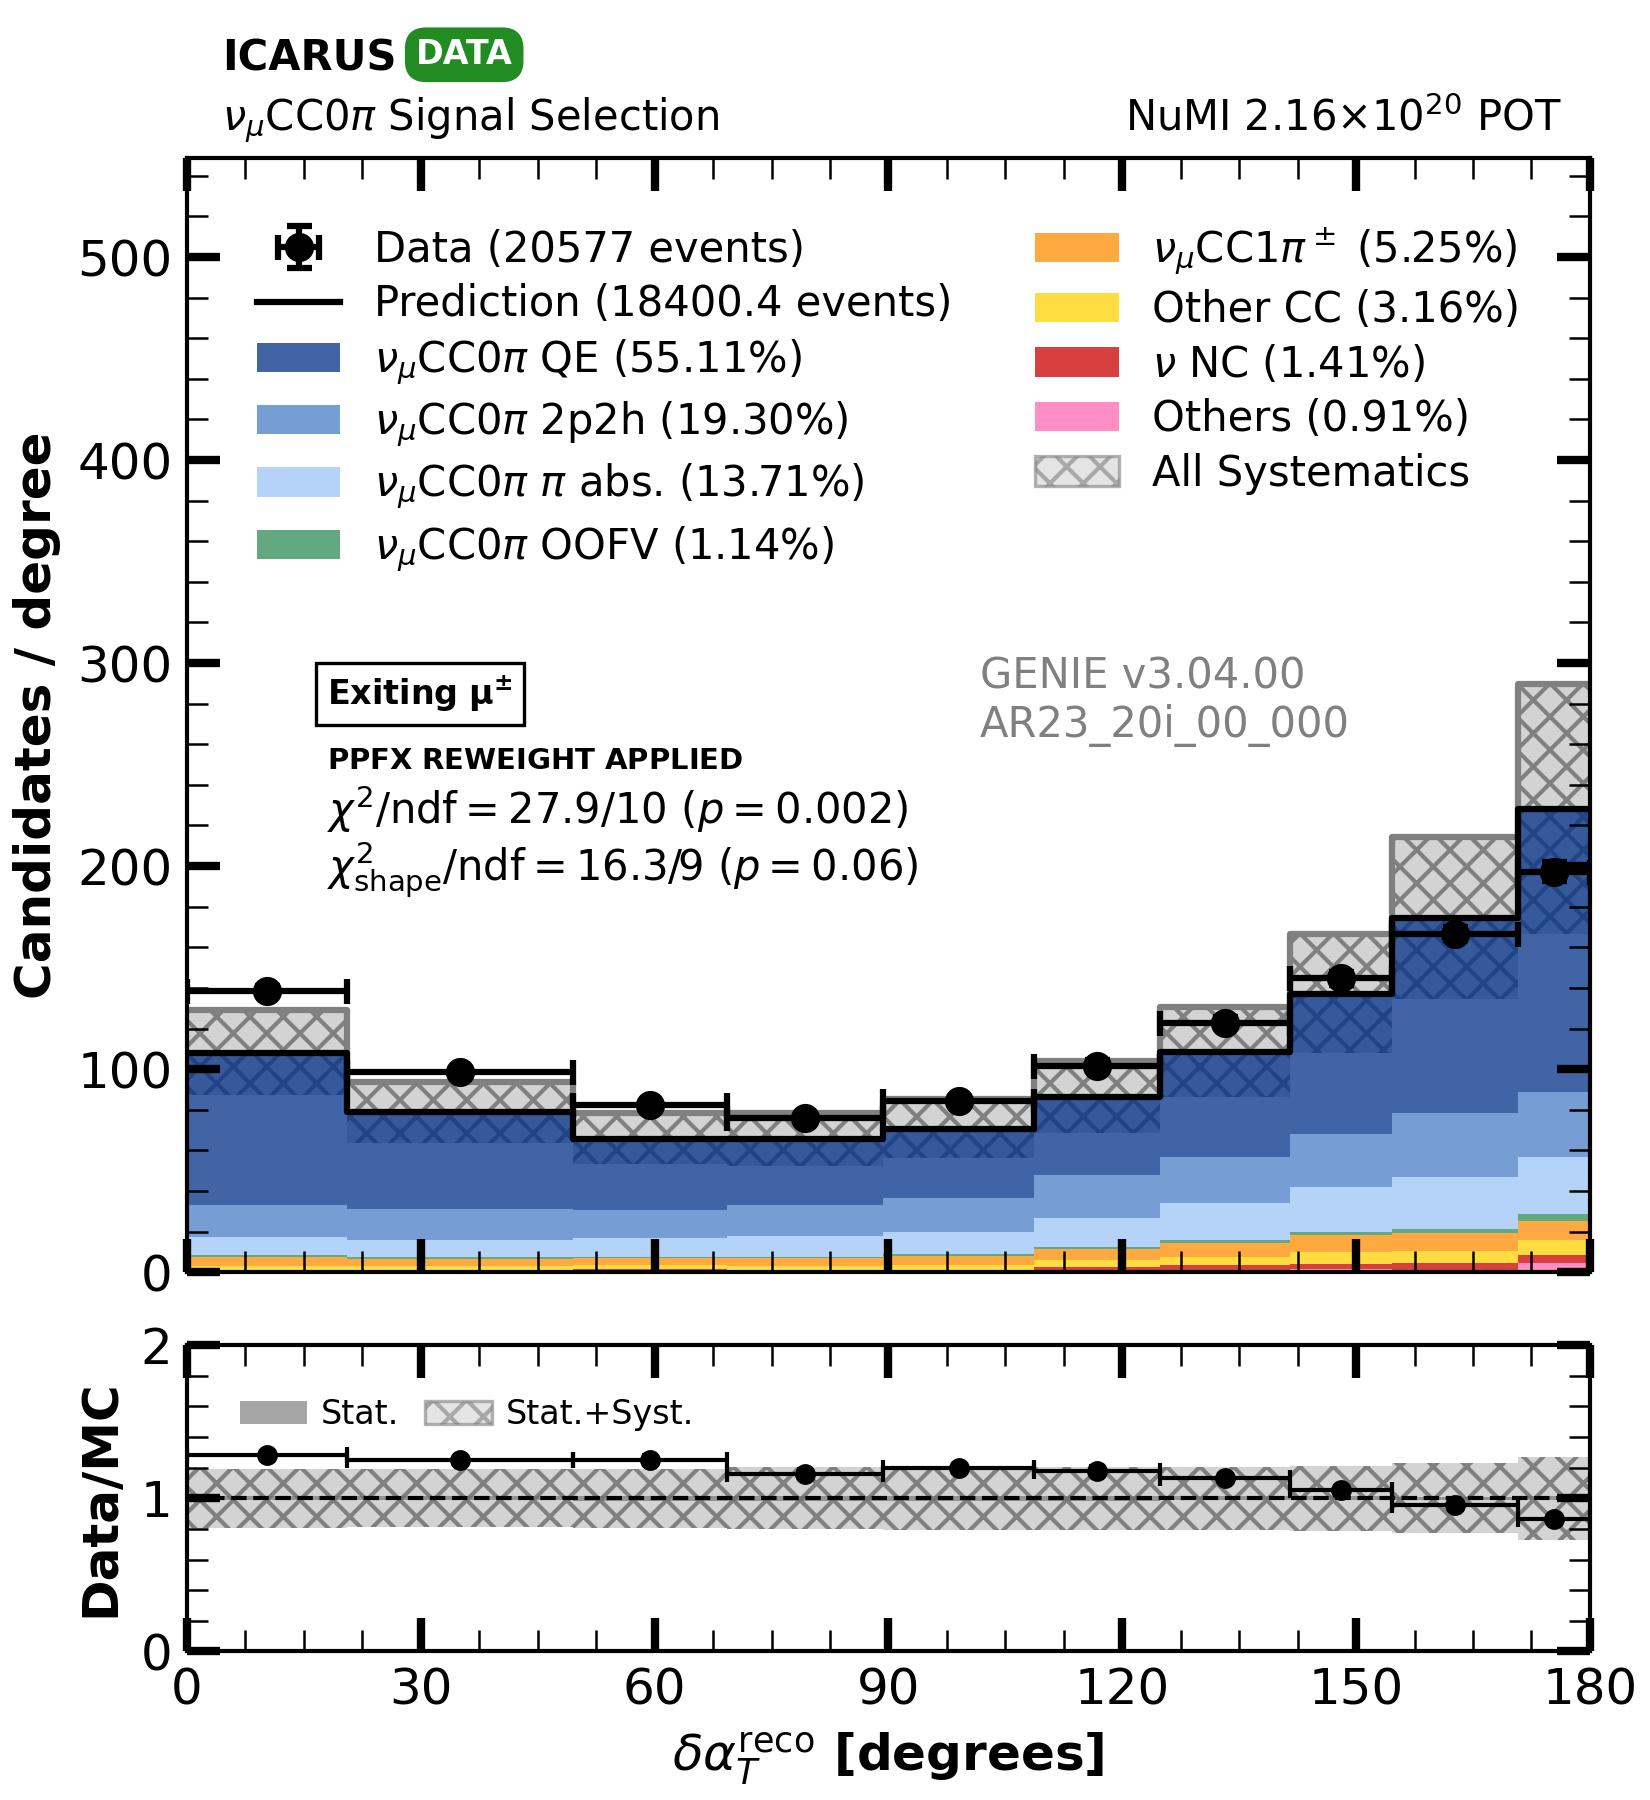 ICARUS DATA
νμCC0π Signal Selection
NuMI 2.16×10²⁰ POT
Candidates / degree
500
400
300
200
100
0
Data (20577 events)
Prediction (18400.4 events)
νμCC0π QE (55.11%)
νμCC0π 2p2h (19.30%)
νμCC0π π abs. (13.71%)
νμCC0π OOFV (1.14%)
νμCC1π± (5.25%)
Other CC (3.16%)
ν NC (1.41%)
Others (0.91%)
All Systematics
Exiting μ±
PPFX REWEIGHT APPLIED
χ²/ndf = 27.9/10 (p = 0.002)
χ²shape/ndf = 16.3/9 (p = 0.06)
GENIE v3.04.00
AR23_20i_00_000
Data/MC
2
1
0
Stat.
Stat.+Syst.
0 30 60 90 120 150 180
δαT^reco [degrees]